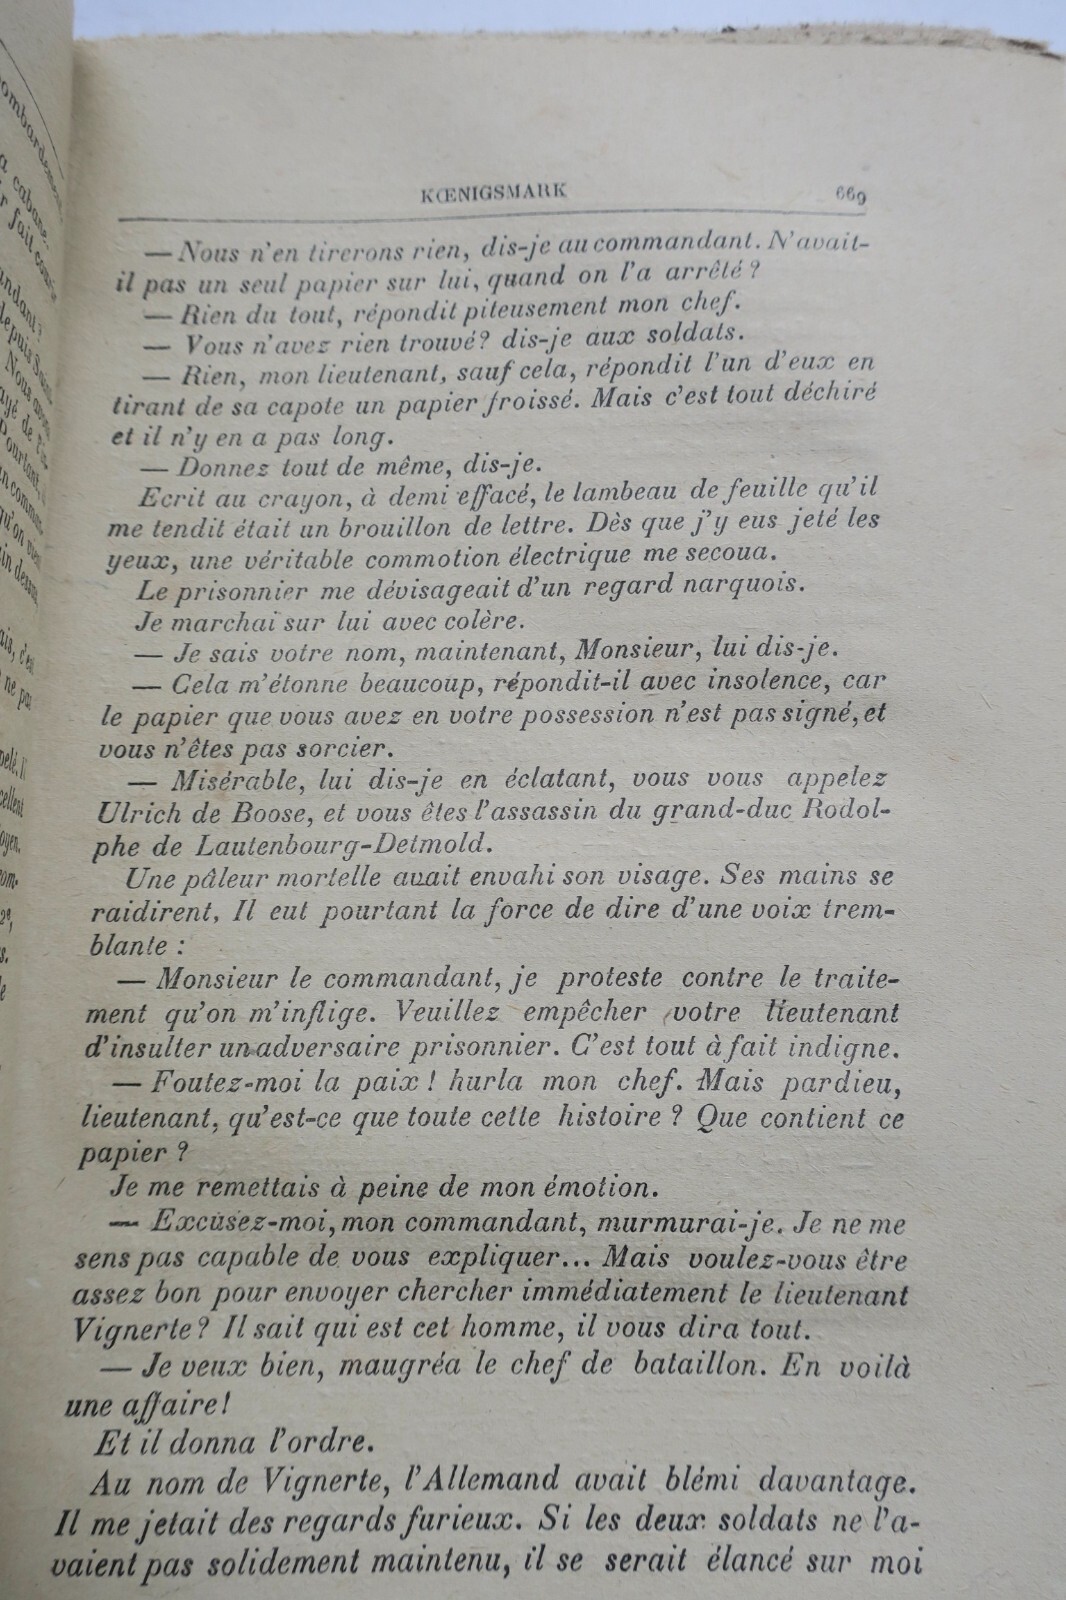 KŒNIGSMARK 669
— Nous n'en tirerons rien, dis-je au commandant. N'avait-
il pas un seul papier sur lui, quand on l'a arrêté ?
— Rien du tout, répondit piteusement mon chef.
— Vous n'avez rien trouvé? dis-je aux soldats.
— Rien, mon lieutenant, sauf cela, répondit l'un d'eux en
tirant de sa capote un papier froissé. Mais c'est tout déchiré
et il n'y en a pas long.
— Donnez tout de même, dis-je.
Ecrit au crayon, à demi effacé, le lambeau de feuille qu'il
me tendit était un brouillon de lettre. Dès que j'y eus jeté les
yeux, une véritable commotion électrique me secoua.
Le prisonnier me dévisageait d'un regard narquois.
Je marchai sur lui avec colère.
— Je sais votre nom, maintenant, Monsieur, lui dis-je.
— Cela m'étonne beaucoup, répondit-il avec insolence, car
le papier que vous avez en votre possession n'est pas signé, et
vous n'êtes pas sorcier.
— Misérable, lui dis-je en éclatant, vous vous appelez
Ulrich de Boose, et vous êtes l'assassin du grand-duc Rodol-
phe de Lautenbourg-Detmold.
Une pâleur mortelle avait envahi son visage. Ses mains se
raidirent, Il eut pourtant la force de dire d'une voix trem-
blante :
— Monsieur le commandant, je proteste contre le traite-
ment qu'on m'inflige. Veuillez empêcher votre lieutenant
d'insulter un adversaire prisonnier. C'est tout à fait indigne.
— Foutez-moi la paix ! hurla mon chef. Mais pardieu,
lieutenant, qu'est-ce que toute cette histoire ? Que contient ce
papier ?
Je me remettais à peine de mon émotion.
— Excusez-moi, mon commandant, murmurai-je. Je ne me
sens pas capable de vous expliquer... Mais voulez-vous être
assez bon pour envoyer chercher immédiatement le lieutenant
Vignerte ? Il sait qui est cet homme, il vous dira tout.
— Je veux bien, maugréa le chef de bataillon. En voilà
une affaire !
Et il donna l'ordre.
Au nom de Vignerte, l'Allemand avait blémi davantage.
Il me jetait des regards furieux. Si les deux soldats ne l'a-
vaient pas solidement maintenu, il se serait élancé sur moi